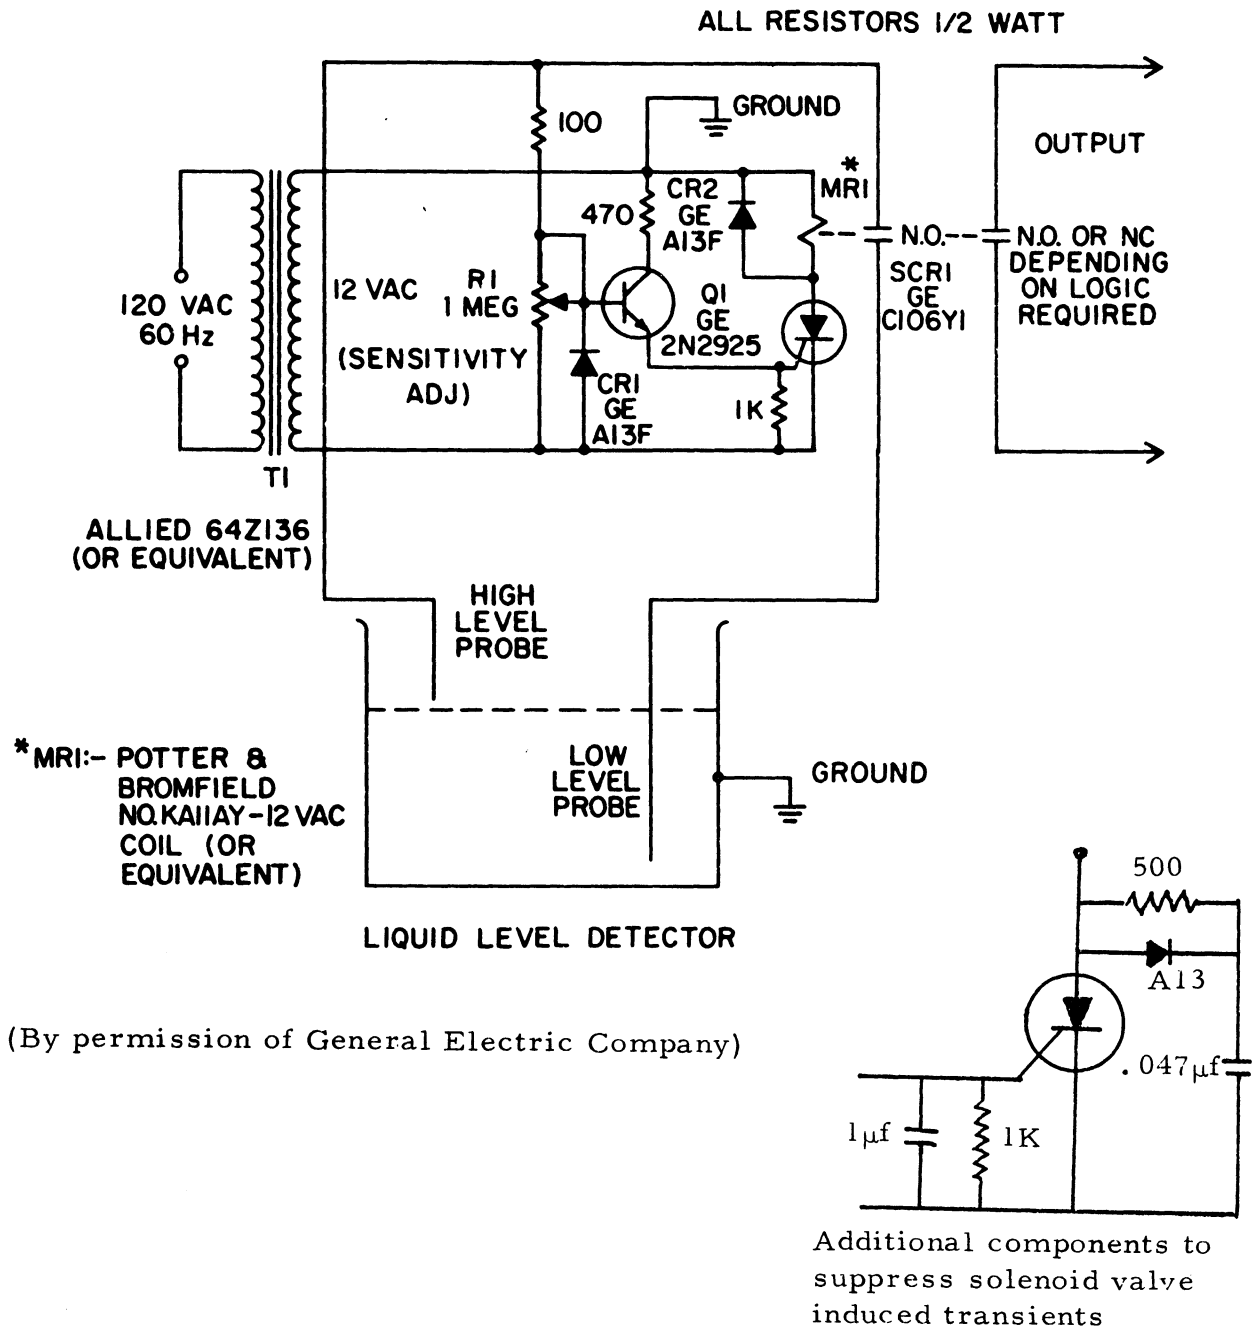 ALL RESISTORS 1/2 WATT
100
GROUND
OUTPUT
*
MR1
CR2
GE
A13F
470
N.O.
N.O. OR NC
DEPENDING
ON LOGIC
REQUIRED
SCR1
GE
C106Y1
120 VAC
60 Hz
12 VAC
R1
1 MEG
(SENSITIVITY
ADJ)
Q1
GE
2N2925
CR1
GE
A13F
1K
T1
ALLIED 64Z136
(OR EQUIVALENT)
HIGH
LEVEL
PROBE
LOW
LEVEL
PROBE
GROUND
*MR1:- POTTER &
BROMFIELD
NO.KA11AY-12 VAC
COIL (OR
EQUIVALENT)
LIQUID LEVEL DETECTOR
(By permission of General Electric Company)
500
A13
.047μf
1μf
1K
Additional components to
suppress solenoid valve
induced transients